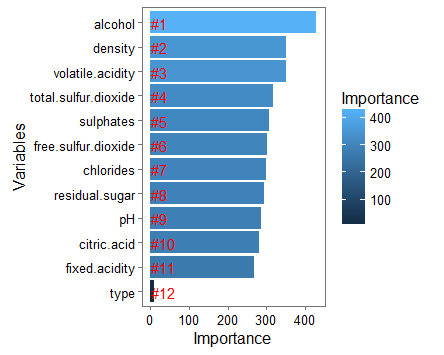 Variables
alcohol #1
density #2
volatile.acidity #3
total.sulfur.dioxide #4
sulphates #5
free.sulfur.dioxide #6
chlorides #7
residual.sugar #8
pH #9
citric.acid #10
fixed.acidity #11
type #12
0 100 200 300 400
Importance
Importance
400
300
200
100